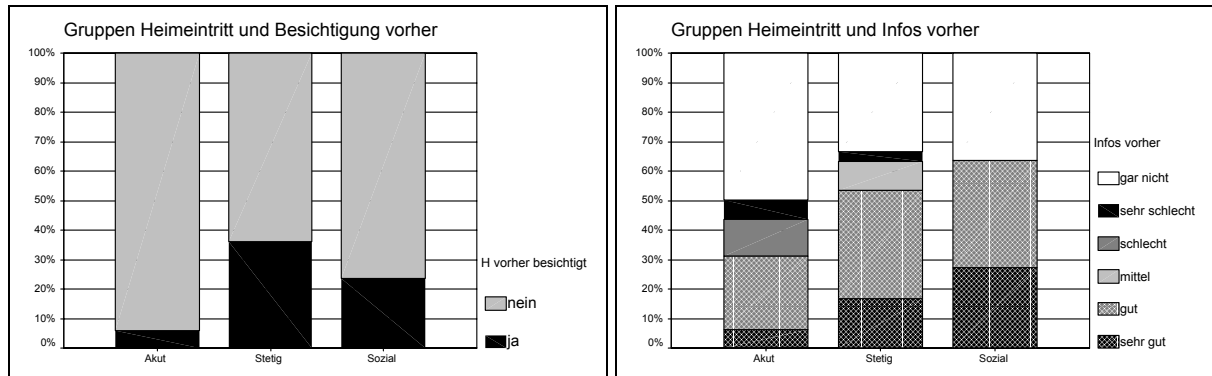 Gruppen Heimeintritt und Besichtigung vorher
100%
90%
80%
70%
60%
50%
40%
30%
20%
10%
0%
Akut
Stetig
Sozial
H vorher besichtigt
nein
ja
Gruppen Heimeintritt und Infos vorher
100%
90%
80%
70%
60%
50%
40%
30%
20%
10%
0%
Akut
Stetig
Sozial
Infos vorher
gar nicht
sehr schlecht
schlecht
mittel
gut
sehr gut